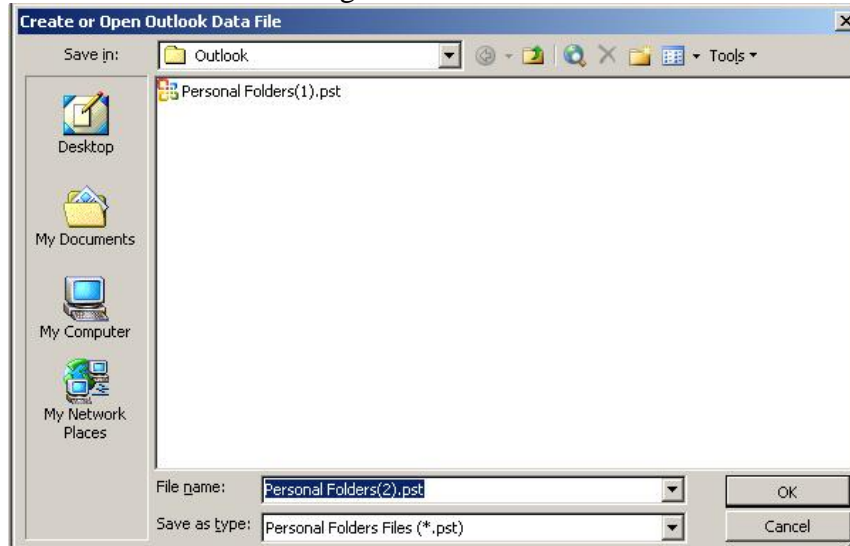 Create or Open Outlook Data File
Save in:
Outlook
Tools
Personal Folders(1).pst
Desktop
My Documents
My Computer
My Network
Places
File name:
Personal Folders(2).pst
OK
Save as type:
Personal Folders Files (*.pst)
Cancel